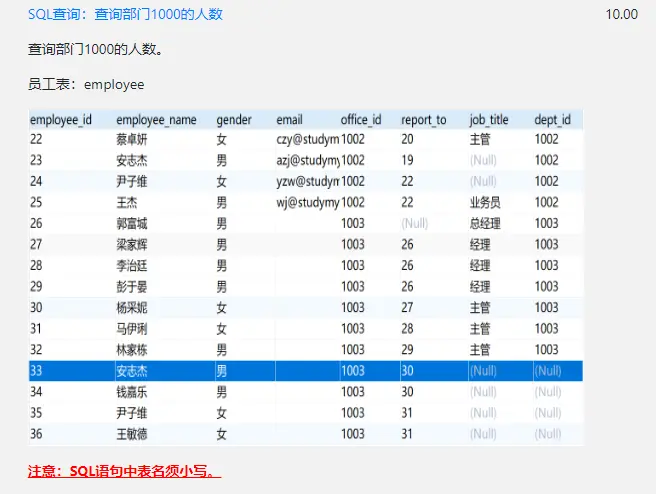 SQL查询：查询部门1000的人数 10.00
查询部门1000的人数。
员工表：employee
employee_id employee_name gender email office_id report_to job_title dept_id
22 蔡卓妍 女 czy@studym 1002 20 主管 1002
23 安志杰 男 azj@studym 1002 19 (Null) 1002
24 尹子维 女 yzw@studym 1002 22 (Null) 1002
25 王杰 男 wj@studymy 1002 22 业务员 1002
26 郭富城 男 1003 (Null) 总经理 1003
27 梁家辉 男 1003 26 经理 1003
28 李治廷 男 1003 26 经理 1003
29 彭于晏 男 1003 26 经理 1003
30 杨采妮 女 1003 27 主管 1003
31 马伊琍 女 1003 28 主管 1003
32 林家栋 男 1003 29 主管 1003
33 安志杰 男 1003 30 (Null) (Null)
34 钱嘉乐 男 1003 30 (Null) (Null)
35 尹子维 女 1003 31 (Null) (Null)
36 王敏德 女 1003 31 (Null) (Null)
注意：SQL语句中表名须小写。